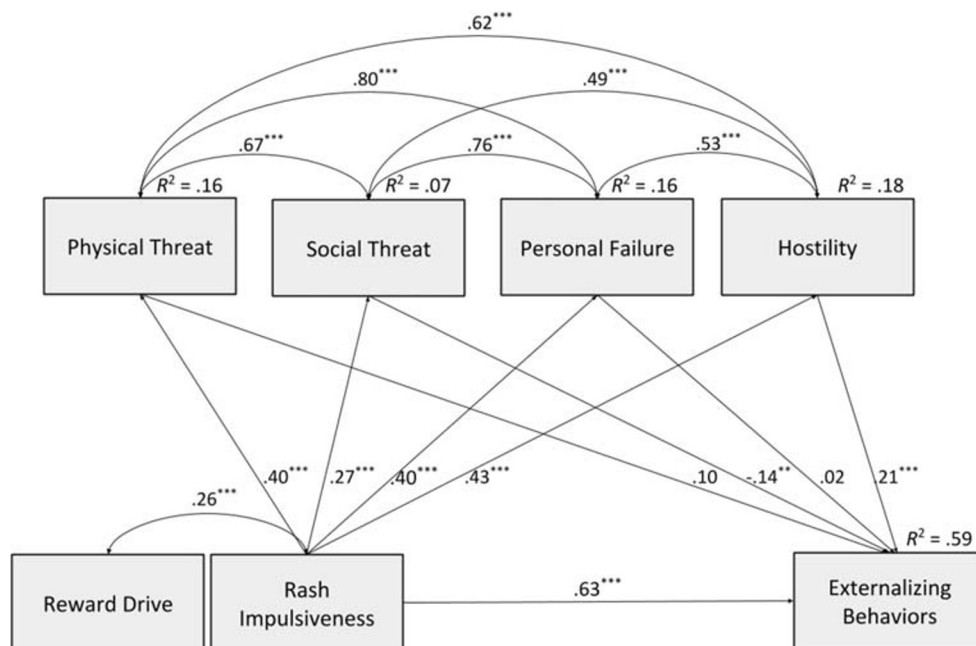 .62***
.80***
.49***
.67***
.76***
.53***
R² = .16
R² = .07
R² = .16
R² = .18
Physical Threat
Social Threat
Personal Failure
Hostility
.40***
.27***
.40***
.43***
.10
-.14**
.02
.21***
.26***
R² = .59
Reward Drive
Rash
Impulsiveness
.63***
Externalizing
Behaviors